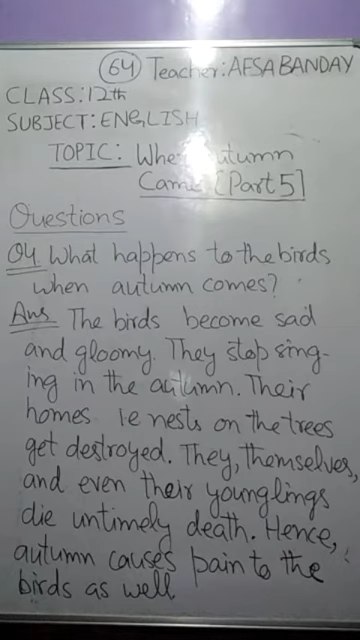 64 Teacher: AFSA BANDAY
CLASS: 12th
SUBJECT: ENGLISH
TOPIC: When Autumn
Came [Part 5]
Questions
Q4 What happens to the birds
when autumn comes?
Ans The birds become sad
and gloomy. They stop sing-
ing in the autumn. Their
homes ie nests on the trees
get destroyed. They, themselves,
and even their younglings
die untimely death. Hence,
autumn causes pain to the
birds as well.